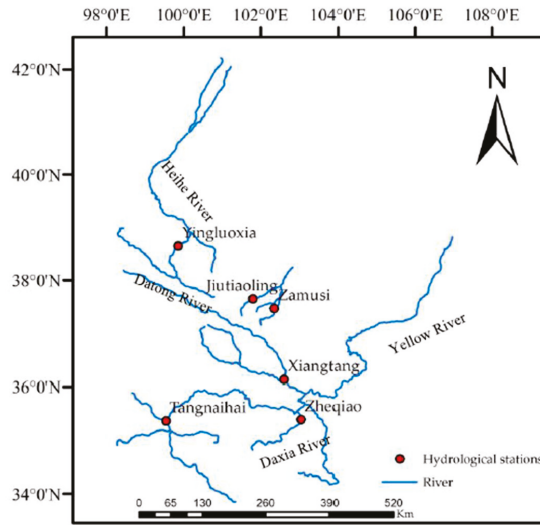 98°0'E 100°0'E 102°0'E 104°0'E 106°0'E 108°0'E
42°0'N
N
40°0'N
Heihe River
Yingluoxia
38°0'N
Jiutiaoling
Zamusi
Datong River
Yellow River
Xiangtang
36°0'N
Tangnaihai
Zheqiao
Daxia River
Hydrological stations
River
34°0'N
0 65 130 260 390 520
Km